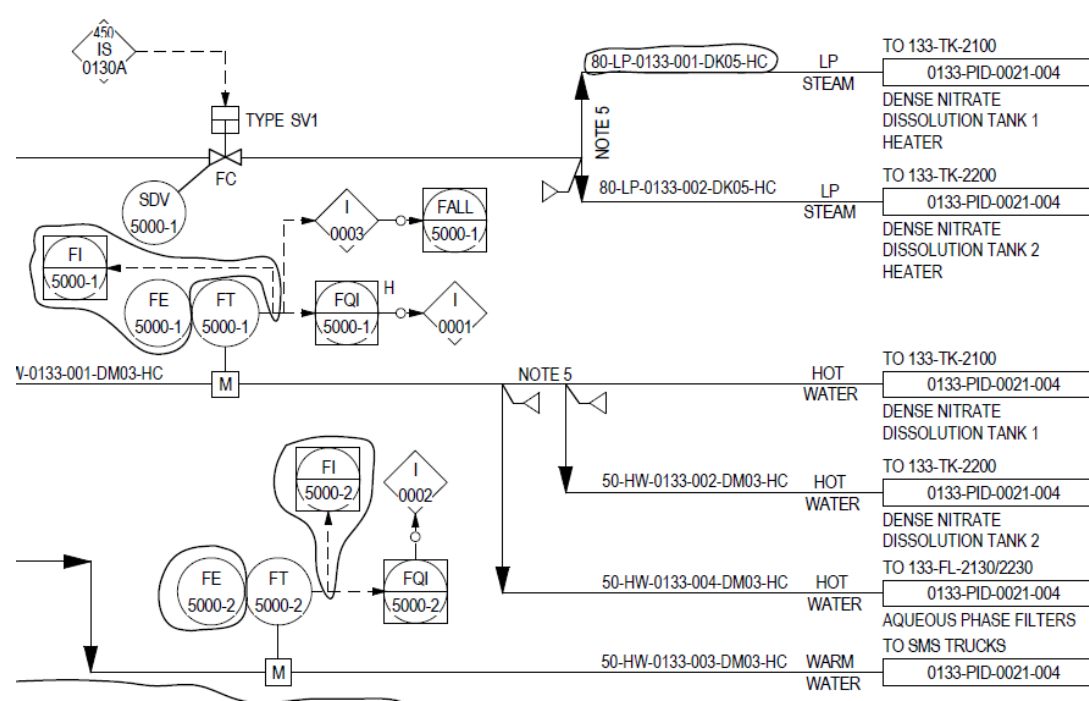 450
IS
0130A
TYPE SV1
FC
SDV
5000-1
80-LP-0133-001-DK05-HC
LP
STEAM
TO 133-TK-2100
0133-PID-0021-004
DENSE NITRATE
DISSOLUTION TANK 1
HEATER
NOTE 5
80-LP-0133-002-DK05-HC
LP
STEAM
TO 133-TK-2200
0133-PID-0021-004
DENSE NITRATE
DISSOLUTION TANK 2
HEATER
I
0003
FALL
5000-1
FI
5000-1
FE
5000-1
FT
5000-1
FQI
5000-1
H
I
0001
M
-0133-001-DM03-HC
NOTE 5
HOT
WATER
TO 133-TK-2100
0133-PID-0021-004
DENSE NITRATE
DISSOLUTION TANK 1
FI
5000-2
I
0002
50-HW-0133-002-DM03-HC
HOT
WATER
TO 133-TK-2200
0133-PID-0021-004
DENSE NITRATE
DISSOLUTION TANK 2
FE
5000-2
FT
5000-2
FQI
5000-2
50-HW-0133-004-DM03-HC
HOT
WATER
TO 133-FL-2130/2230
0133-PID-0021-004
AQUEOUS PHASE FILTERS
M
50-HW-0133-003-DM03-HC
WARM
WATER
TO SMS TRUCKS
0133-PID-0021-004